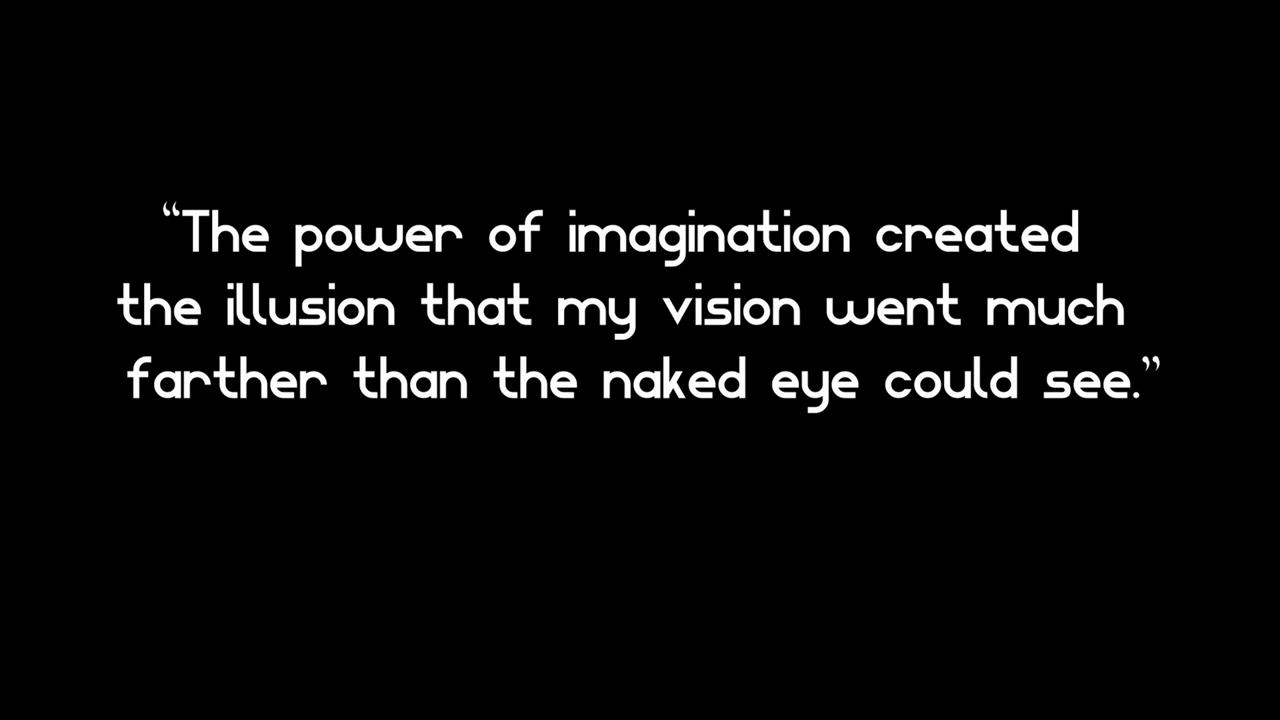 “The power of imagination created
the illusion that my vision went much
farther than the naked eye could see.”